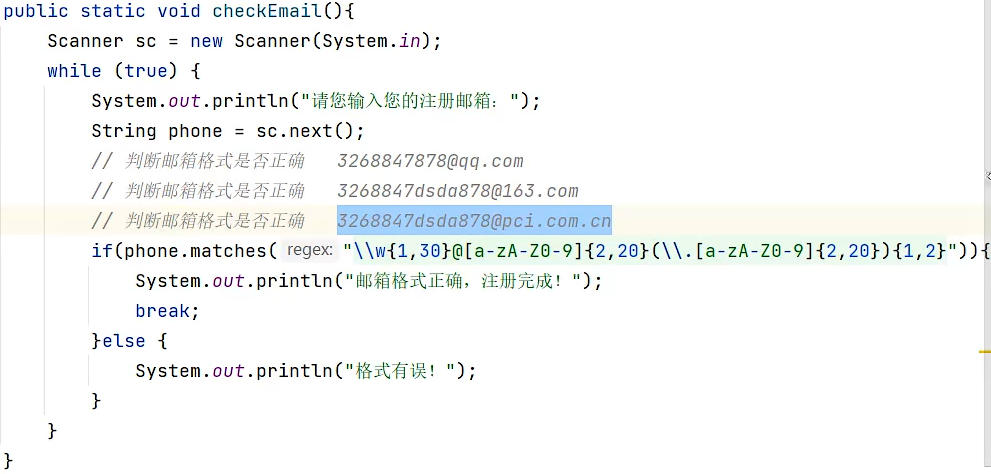 public static void checkEmail(){
Scanner sc = new Scanner(System.in);
while (true) {
System.out.println("请您输入您的注册邮箱：");
String phone = sc.next();
// 判断邮箱格式是否正确   3268847878@qq.com
// 判断邮箱格式是否正确   3268847dsda878@163.com
// 判断邮箱格式是否正确   3268847dsda878@pci.com.cn
if(phone.matches( regex: "\\w{1,30}@[a-zA-Z0-9]{2,20}(\\.[a-zA-Z0-9]{2,20}){1,2}")){
System.out.println("邮箱格式正确，注册完成！");
break;
}else {
System.out.println("格式有误！");
}
}
}